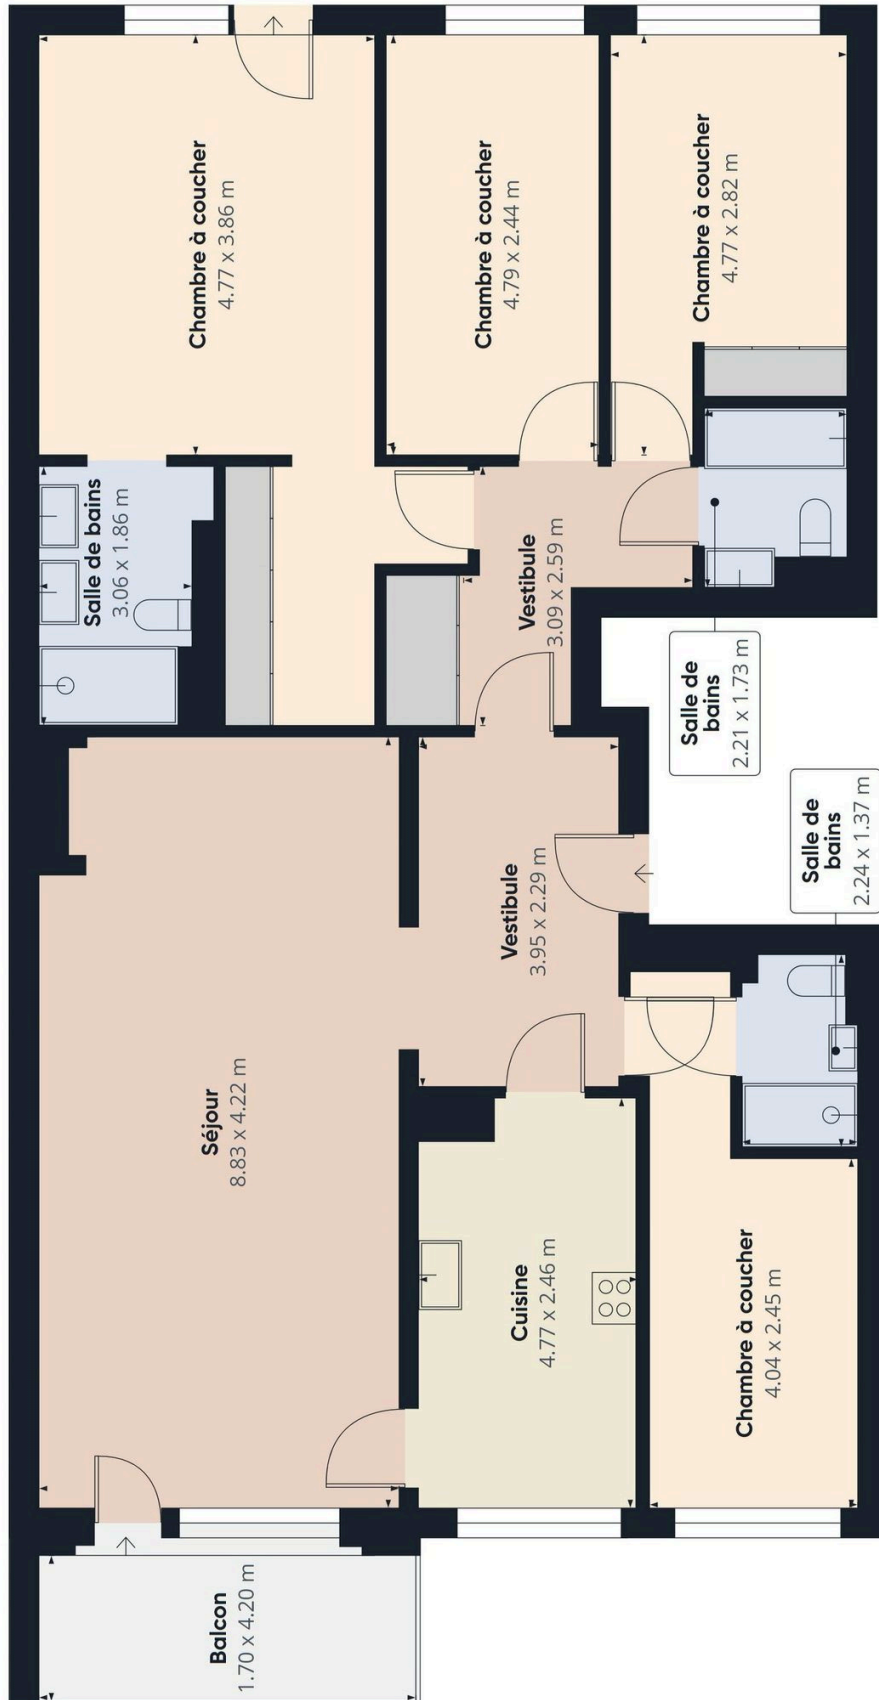 Chambre à coucher
4.77 x 3.86 m
Chambre à coucher
4.79 x 2.44 m
Chambre à coucher
4.77 x 2.82 m
Salle de bains
3.06 x 1.86 m
Vestibule
3.09 x 2.59 m
Salle de
bains
2.21 x 1.73 m
Salle de
bains
2.24 x 1.37 m
Vestibule
3.95 x 2.29 m
Séjour
8.83 x 4.22 m
Cuisine
4.77 x 2.46 m
Chambre à coucher
4.04 x 2.45 m
Balcon
1.70 x 4.20 m